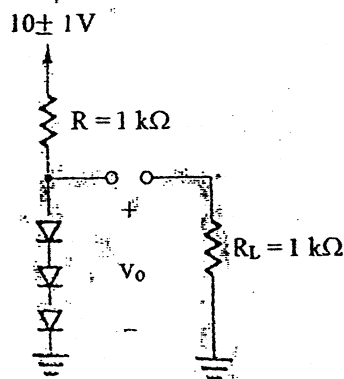 10± 1V
R = 1 kΩ
+
v₀
−
R_L = 1 kΩ